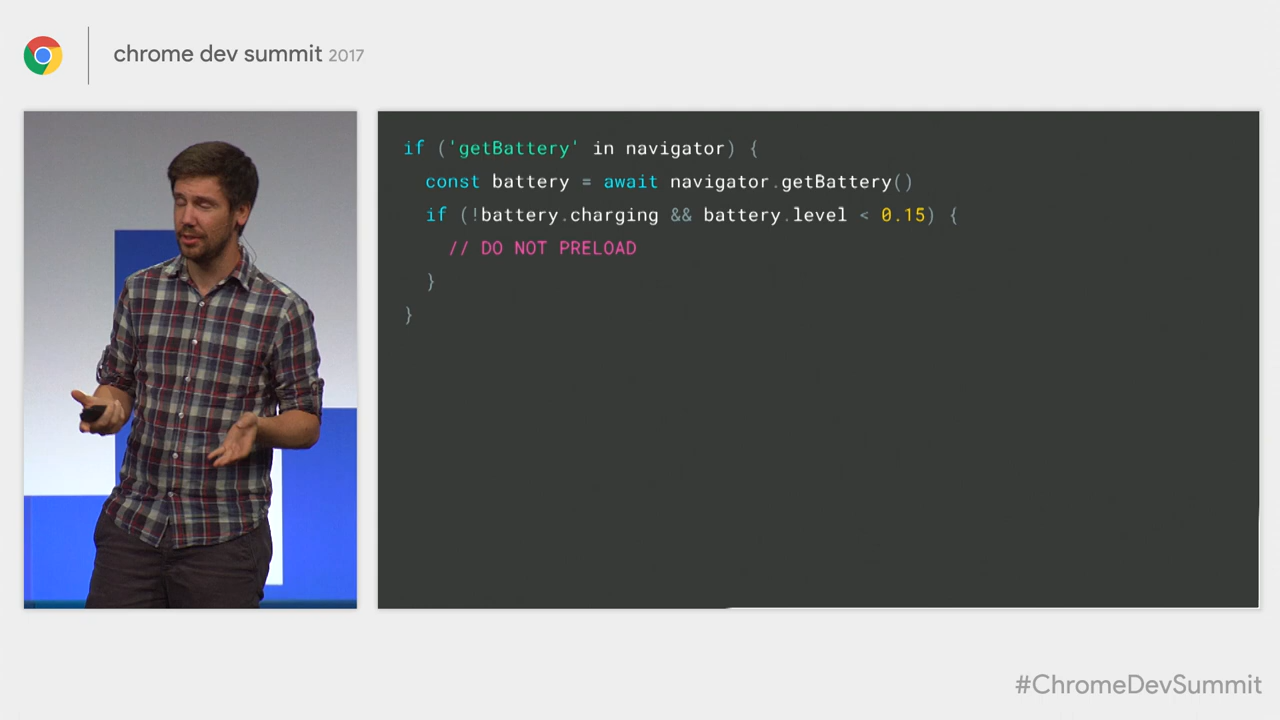 chrome dev summit 2017
if ('getBattery' in navigator) {
  const battery = await navigator.getBattery()
  if (!battery.charging && battery.level < 0.15) {
    // DO NOT PRELOAD
  }
}
#ChromeDevSummit